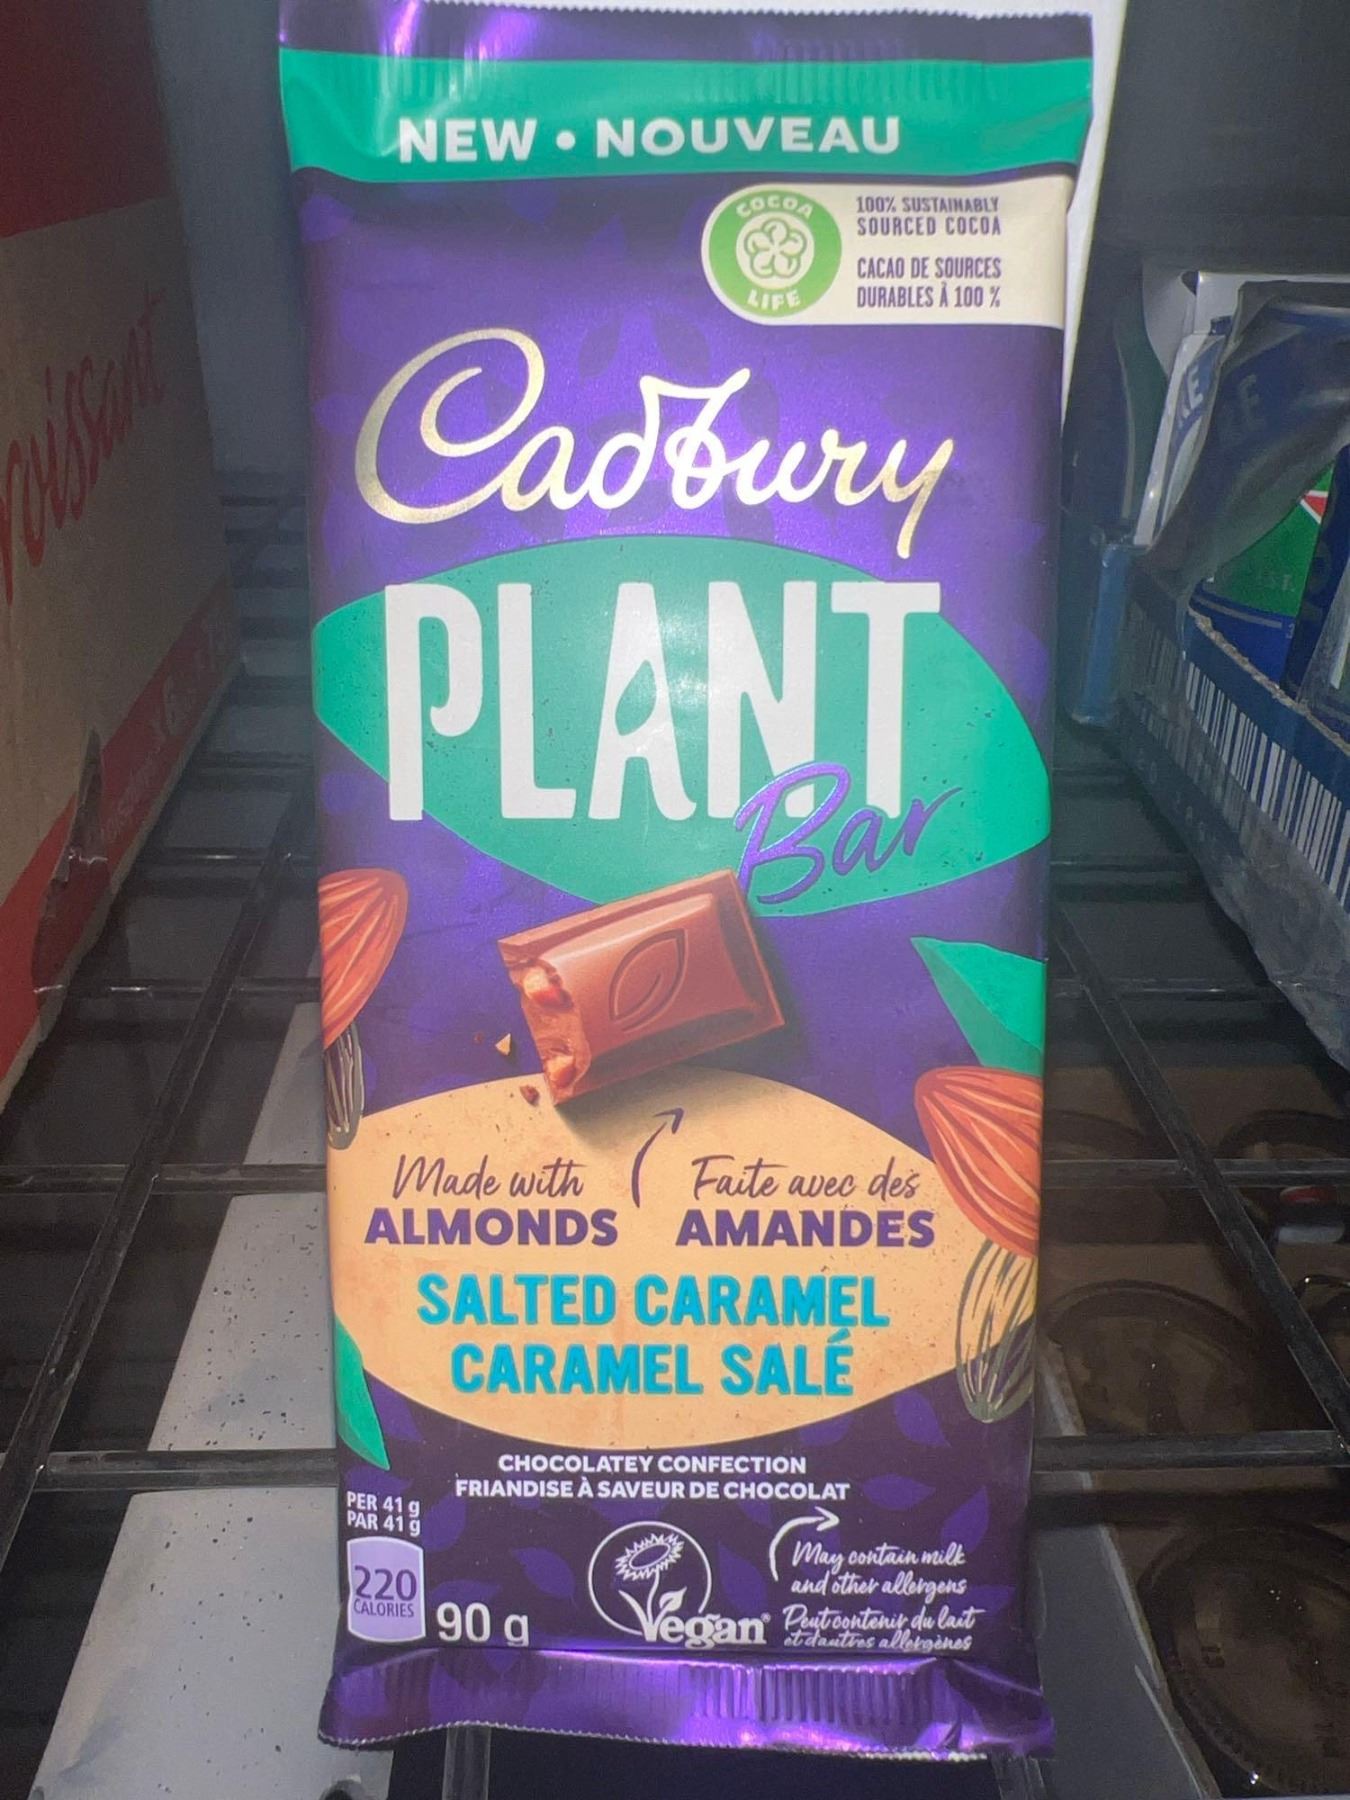 NEW • NOUVEAU
COCOA
LIFE
100% SUSTAINABLY
SOURCED COCOA
CACAO DE SOURCES
DURABLES À 100 %
Cadbury
PLANT
Bar
Made with
ALMONDS
Faite avec des
AMANDES
SALTED CARAMEL
CARAMEL SALÉ
CHOCOLATEY CONFECTION
FRIANDISE À SAVEUR DE CHOCOLAT
PER 41 g
PAR 41 g
220
CALORIES
90 g
Vegan®
May contain milk
and other allergens
Peut contenir du lait
et d'autres allergènes